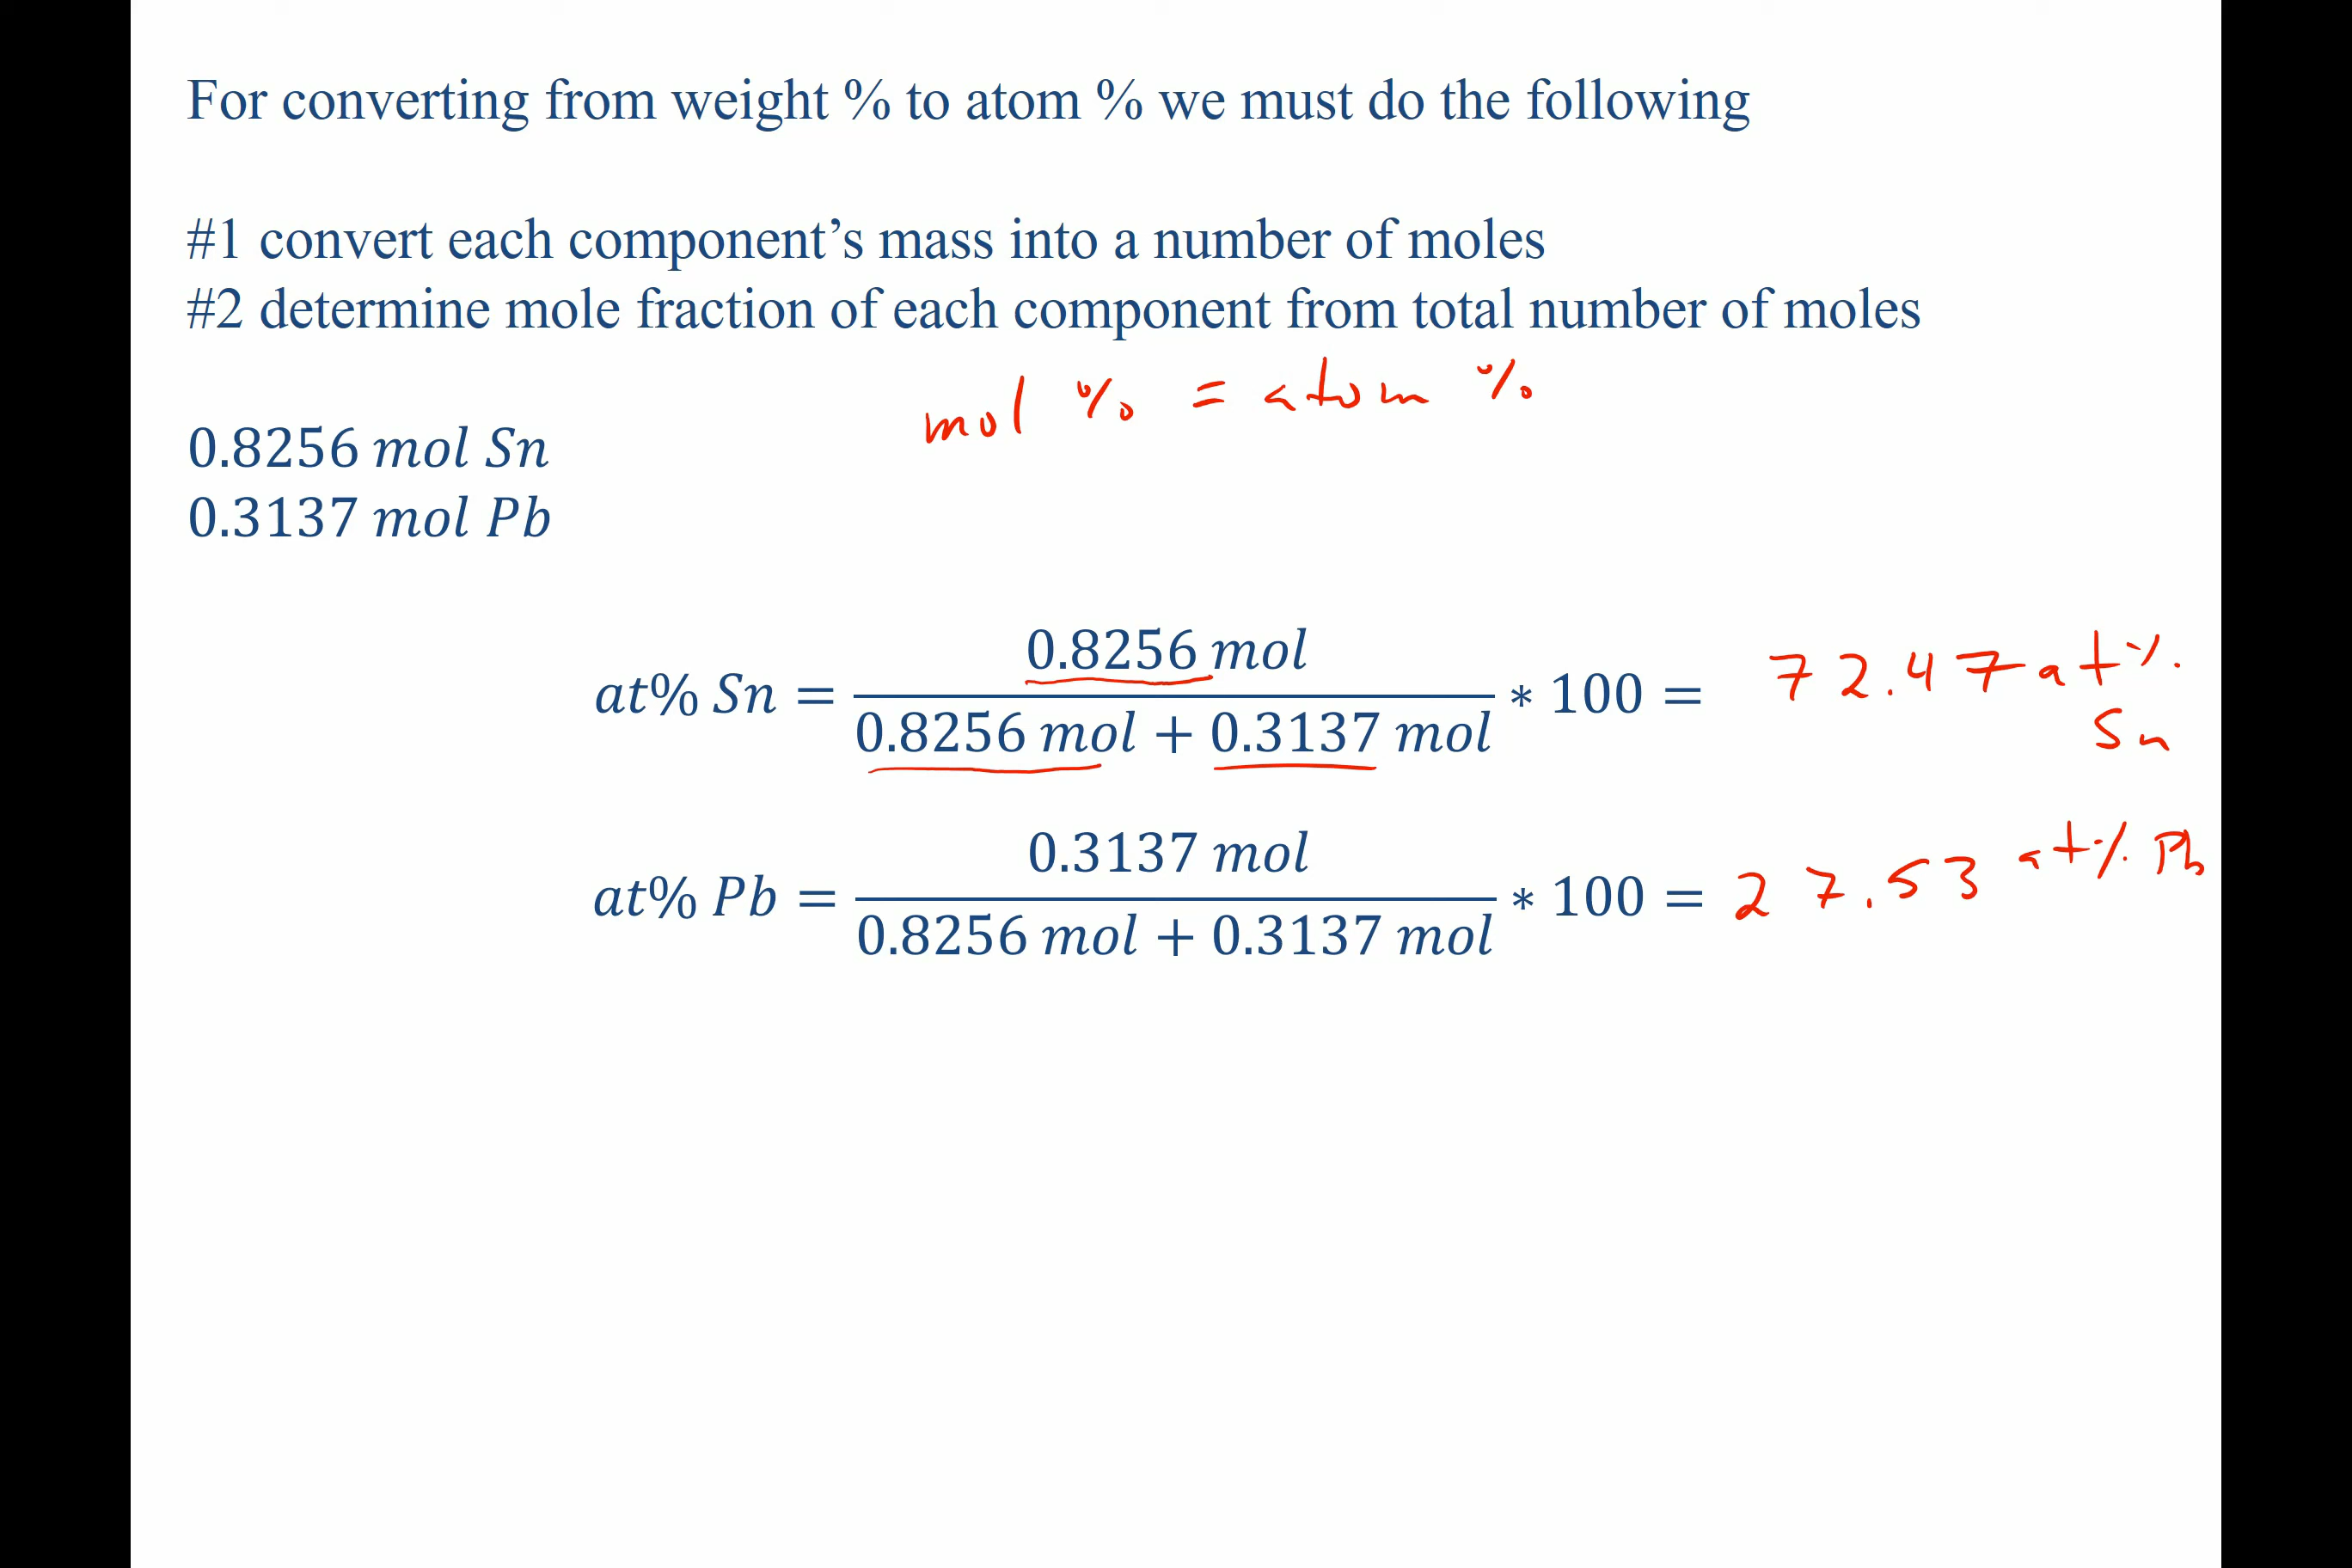 For converting from weight % to atom % we must do the following
#1 convert each component’s mass into a number of moles
#2 determine mole fraction of each component from total number of moles
mol % = atom %
0.8256 mol Sn
0.3137 mol Pb
at% Sn = 0.8256 mol / 0.8256 mol + 0.3137 mol * 100 = 72.47 at% Sn
at% Pb = 0.3137 mol / 0.8256 mol + 0.3137 mol * 100 = 27.53 at% Pb